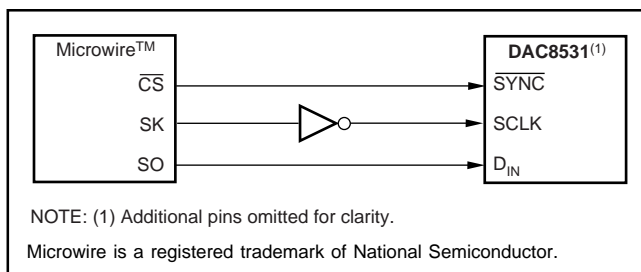 Microwire™ DAC8531(1)
CS SYNC
SK SCLK
SO DIN
NOTE: (1) Additional pins omitted for clarity.
Microwire is a registered trademark of National Semiconductor.